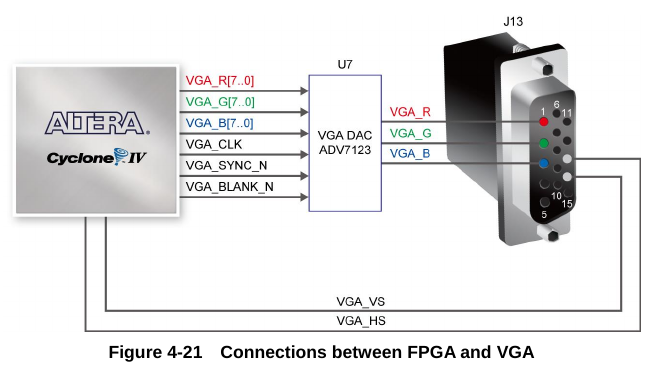 J13
U7
VGA_R[7..0]
VGA_G[7..0]
VGA_B[7..0]
VGA_CLK
VGA_SYNC_N
VGA_BLANK_N
ALTERA®
Cyclone IV
VGA DAC
ADV7123
VGA_R
VGA_G
VGA_B
1
6
11
5
10
15
VGA_VS
VGA_HS
Figure 4-21 Connections between FPGA and VGA